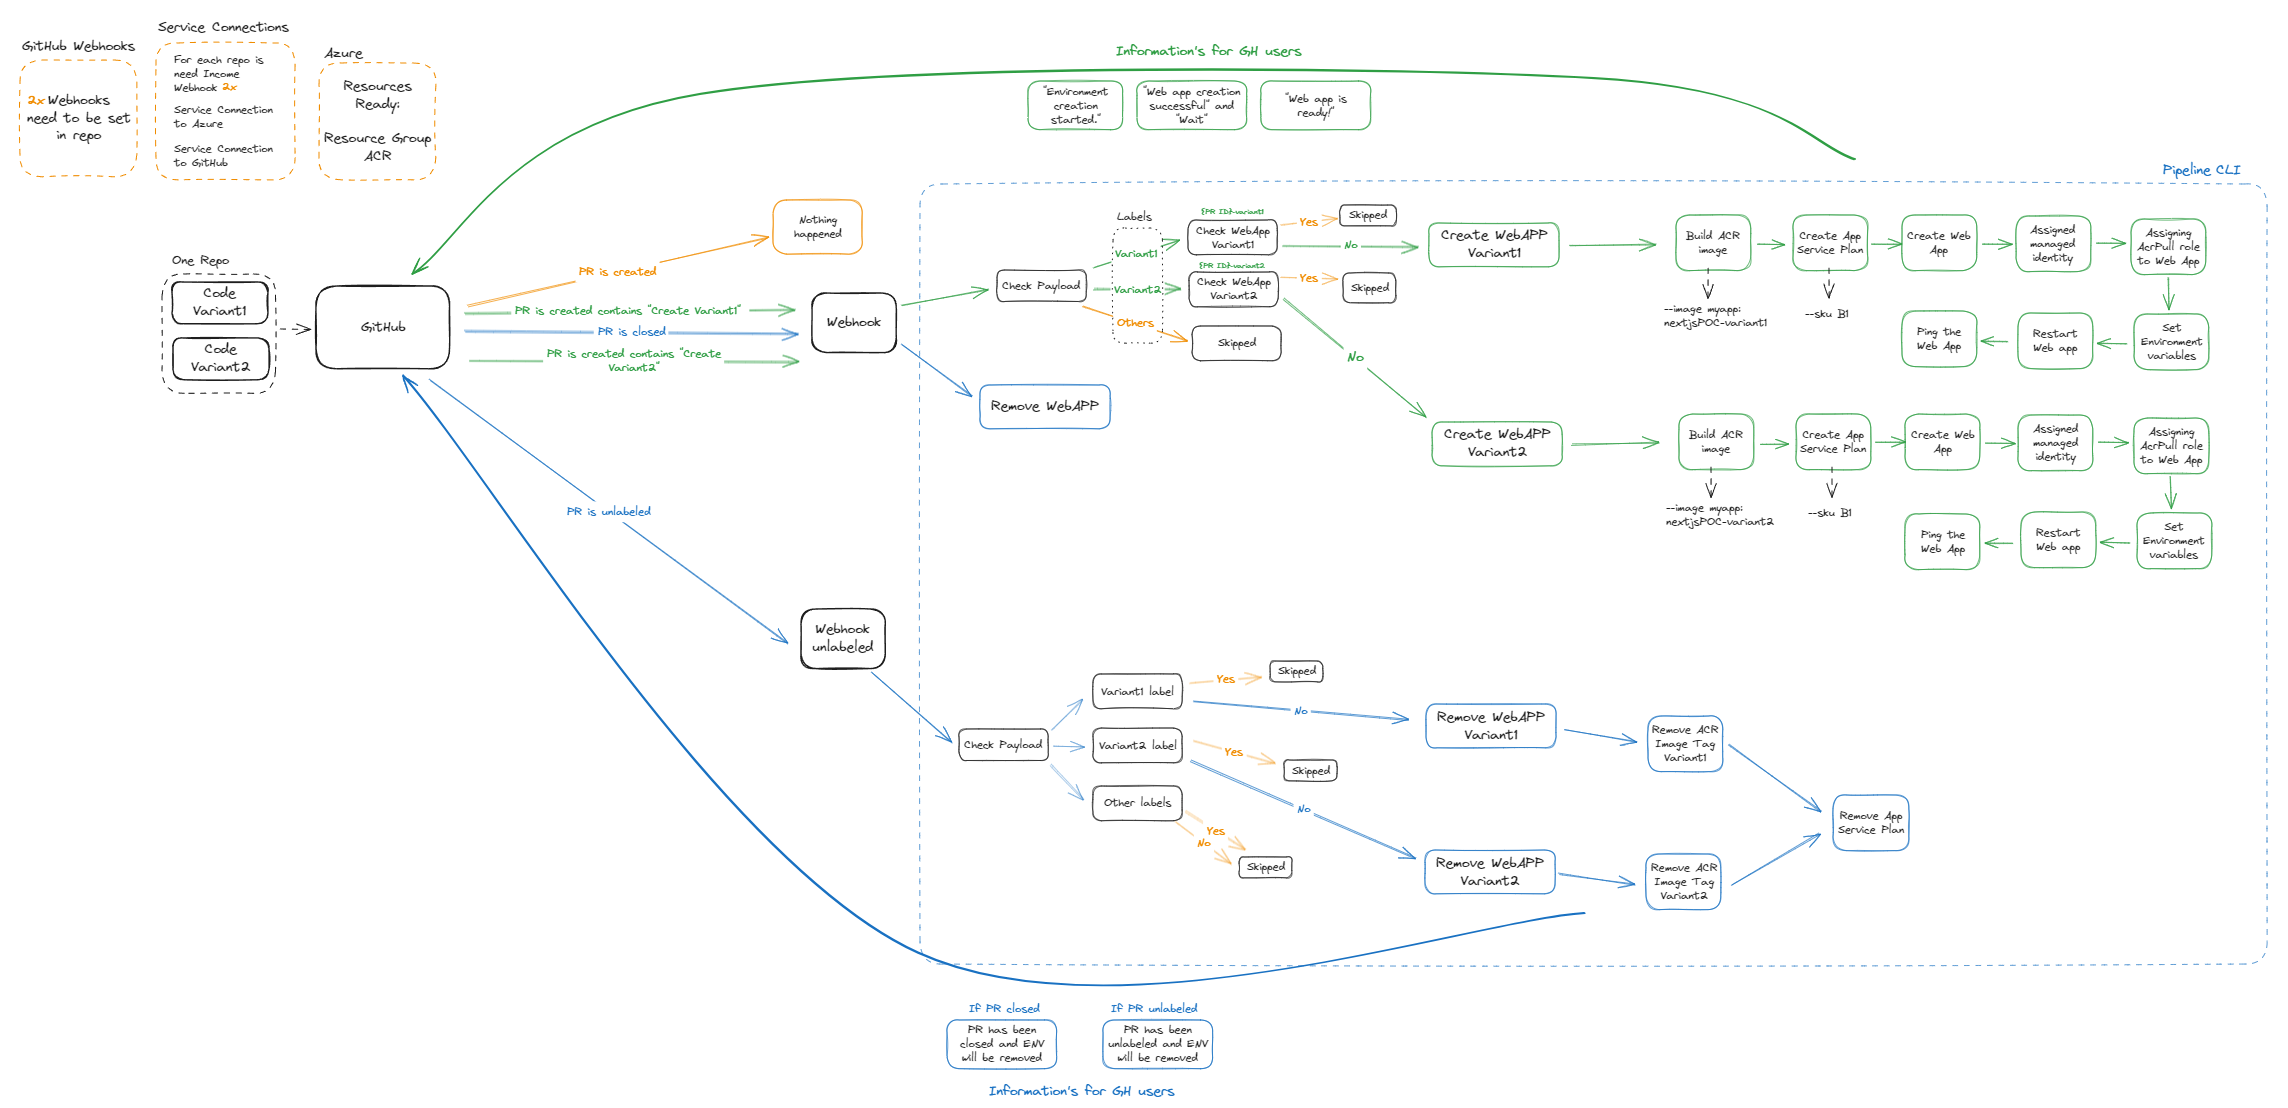 GitHub Webhooks
2x Webhooks
need to be set
in repo
Service Connections
For each repo is
need Income
Webhook 2x
Service Connection
to Azure
Service Connection
to GitHub
Azure
Resources
Ready:
Resource Group
ACR
Information's for GH users
"Environment
creation
started."
"Web app creation
successful" and
"Wait"
"Web app is
ready!"
Pipeline CLI
One Repo
Code
Variant1
Code
Variant2
GitHub
PR is created
Nothing
happened
PR is created contains "Create Variant1"
PR is closed
PR is created contains "Create
Variant2"
Webhook
Remove WebAPP
Check Payload
Labels
Variant1
Variant2
Others
{PR ID}-variant1
Check WebApp
Variant1
Yes
Skipped
No
{PR ID}-variant2
Check WebApp
Variant2
Yes
Skipped
No
Skipped
Create WebAPP
Variant1
Build ACR
image
--image myapp:
nextjsPOC-variant1
Create App
Service Plan
--sku B1
Create Web
App
Assigned
managed
identity
Assigning
AcrPull role
to Web App
Set
Environment
variables
Restart
Web app
Ping the
Web App
Create WebAPP
Variant2
Build ACR
image
--image myapp:
nextjsPOC-variant2
Create App
Service Plan
--sku B1
Create Web
App
Assigned
managed
identity
Assigning
AcrPull role
to Web App
Set
Environment
variables
Restart
Web app
Ping the
Web App
PR is unlabeled
Webhook
unlabeled
Check Payload
Variant1 label
Yes
Skipped
No
Variant2 label
Yes
Skipped
No
Other labels
Yes
No
Skipped
Remove WebAPP
Variant1
Remove ACR
Image Tag
Variant1
Remove WebAPP
Variant2
Remove ACR
Image Tag
Variant2
Remove App
Service Plan
If PR closed
PR has been
closed and ENV
will be removed
If PR unlabeled
PR has been
unlabeled and ENV
will be removed
Information's for GH users